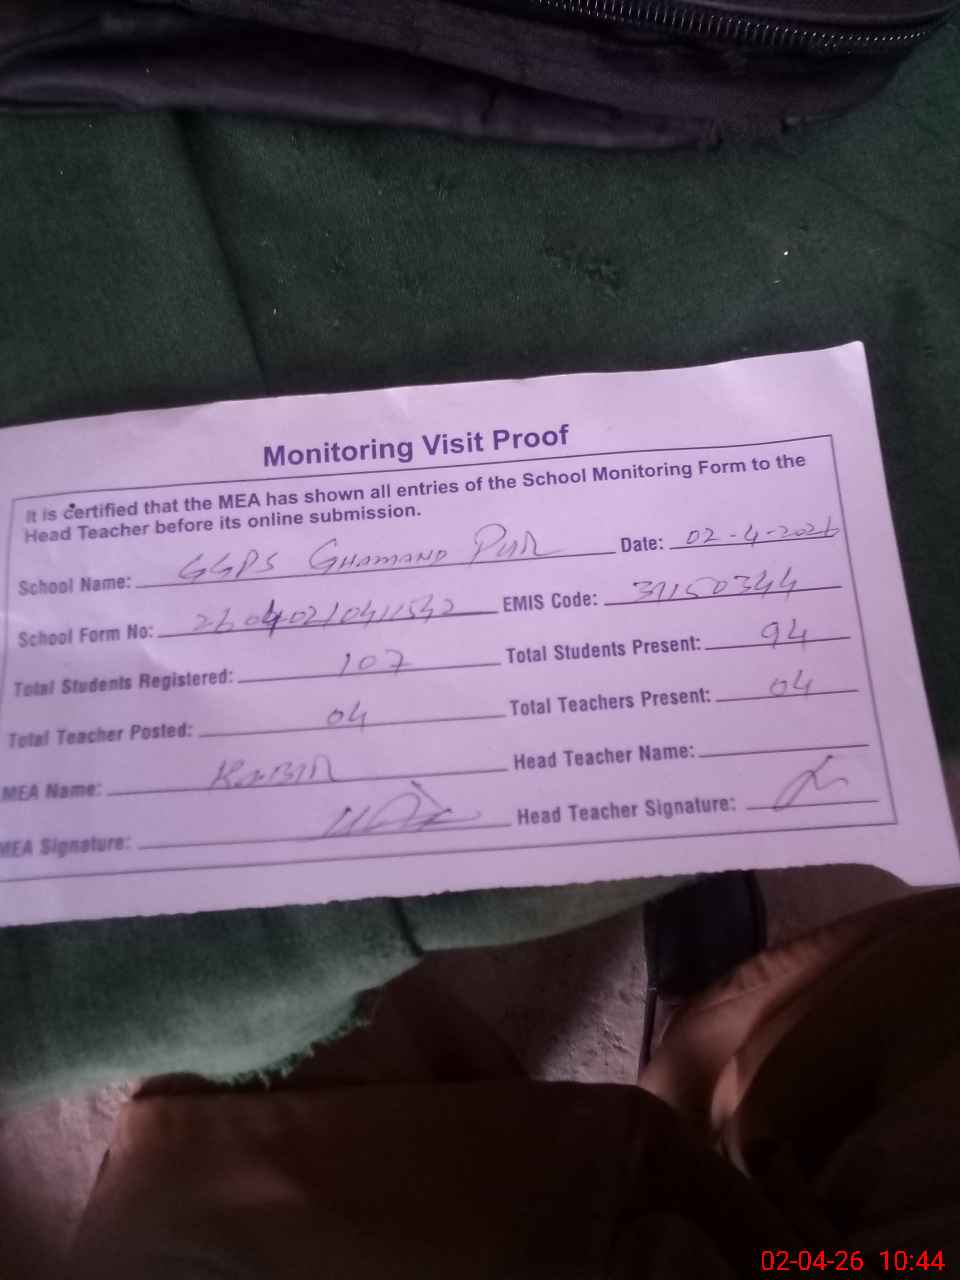 Monitoring Visit Proof
It is certified that the MEA has shown all entries of the School Monitoring Form to the
Head Teacher before its online submission.
School Name: GGPS GHAMAND PUR Date: 02-4-2026
School Form No: 26040210411542 EMIS Code: 31150344
Total Students Registered: 107 Total Students Present: 94
Total Teacher Posted: 04 Total Teachers Present: 04
MEA Name: Head Teacher Name:
MEA Signature: Head Teacher Signature:
02-04-26 10:44